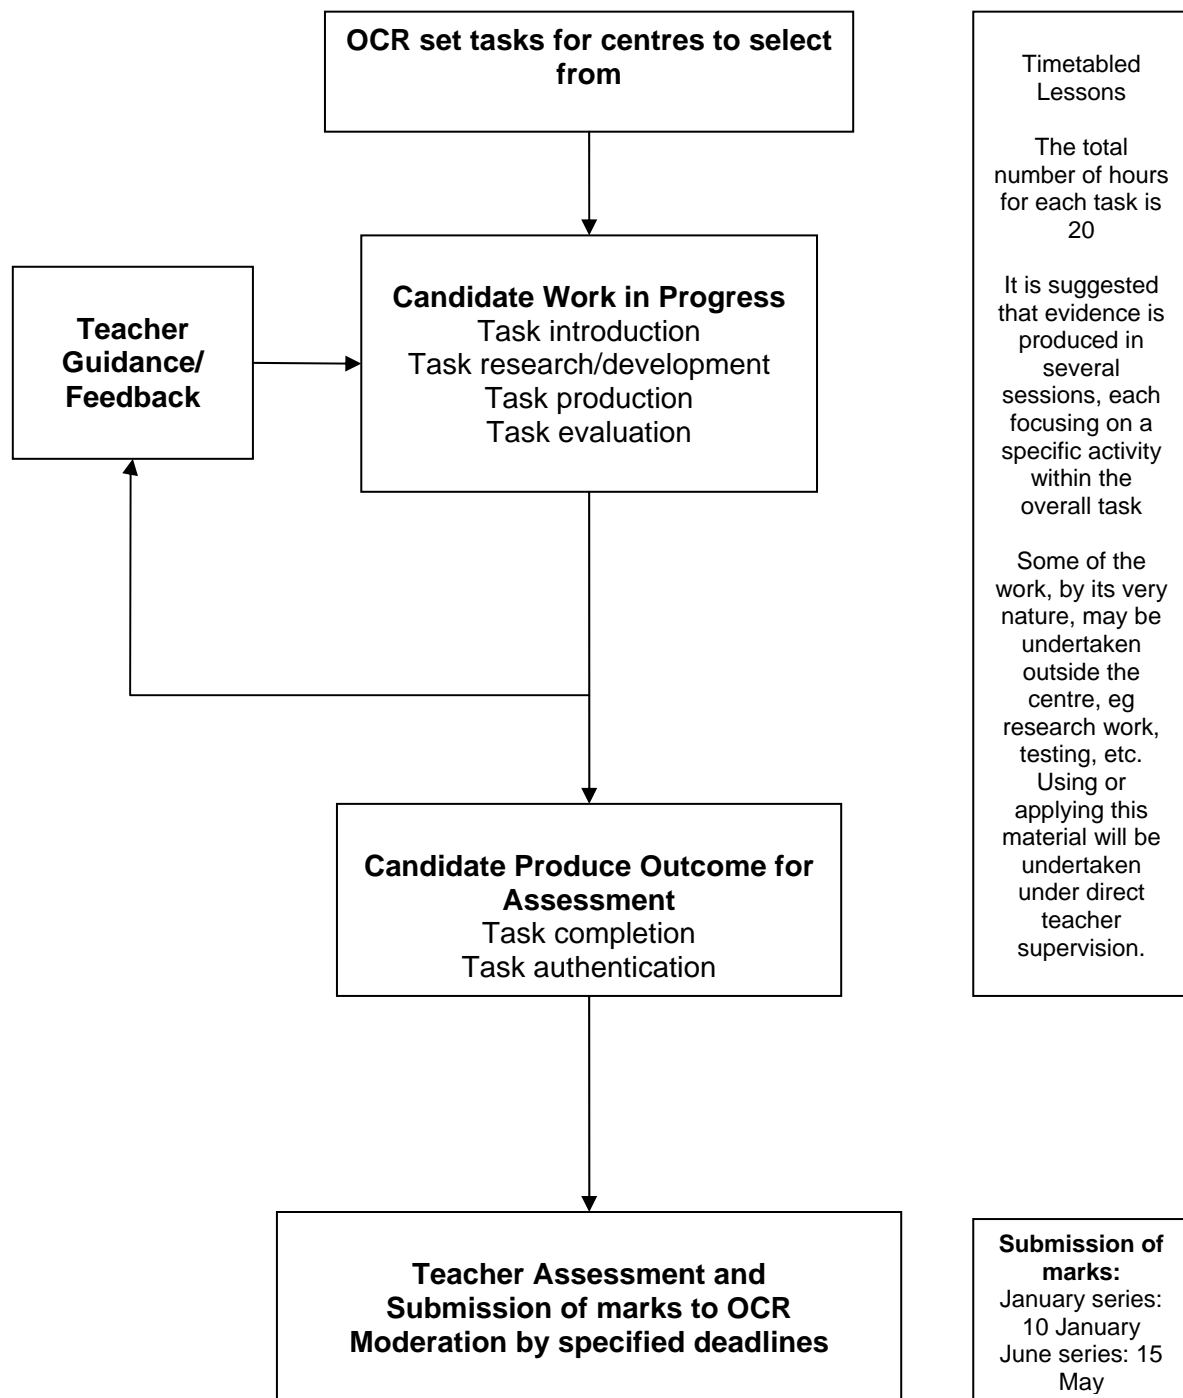 OCR set tasks for centres to select
from
Timetabled
Lessons
The total
number of hours
for each task is
20
It is suggested
that evidence is
produced in
several
sessions, each
focusing on a
specific activity
within the
overall task
Some of the
work, by its very
nature, may be
undertaken
outside the
centre, eg
research work,
testing, etc.
Using or
applying this
material will be
undertaken
under direct
teacher
supervision.
Teacher
Guidance/
Feedback
Candidate Work in Progress
Task introduction
Task research/development
Task production
Task evaluation
Candidate Produce Outcome for
Assessment
Task completion
Task authentication
Teacher Assessment and
Submission of marks to OCR
Moderation by specified deadlines
Submission of
marks:
January series:
10 January
June series: 15
May